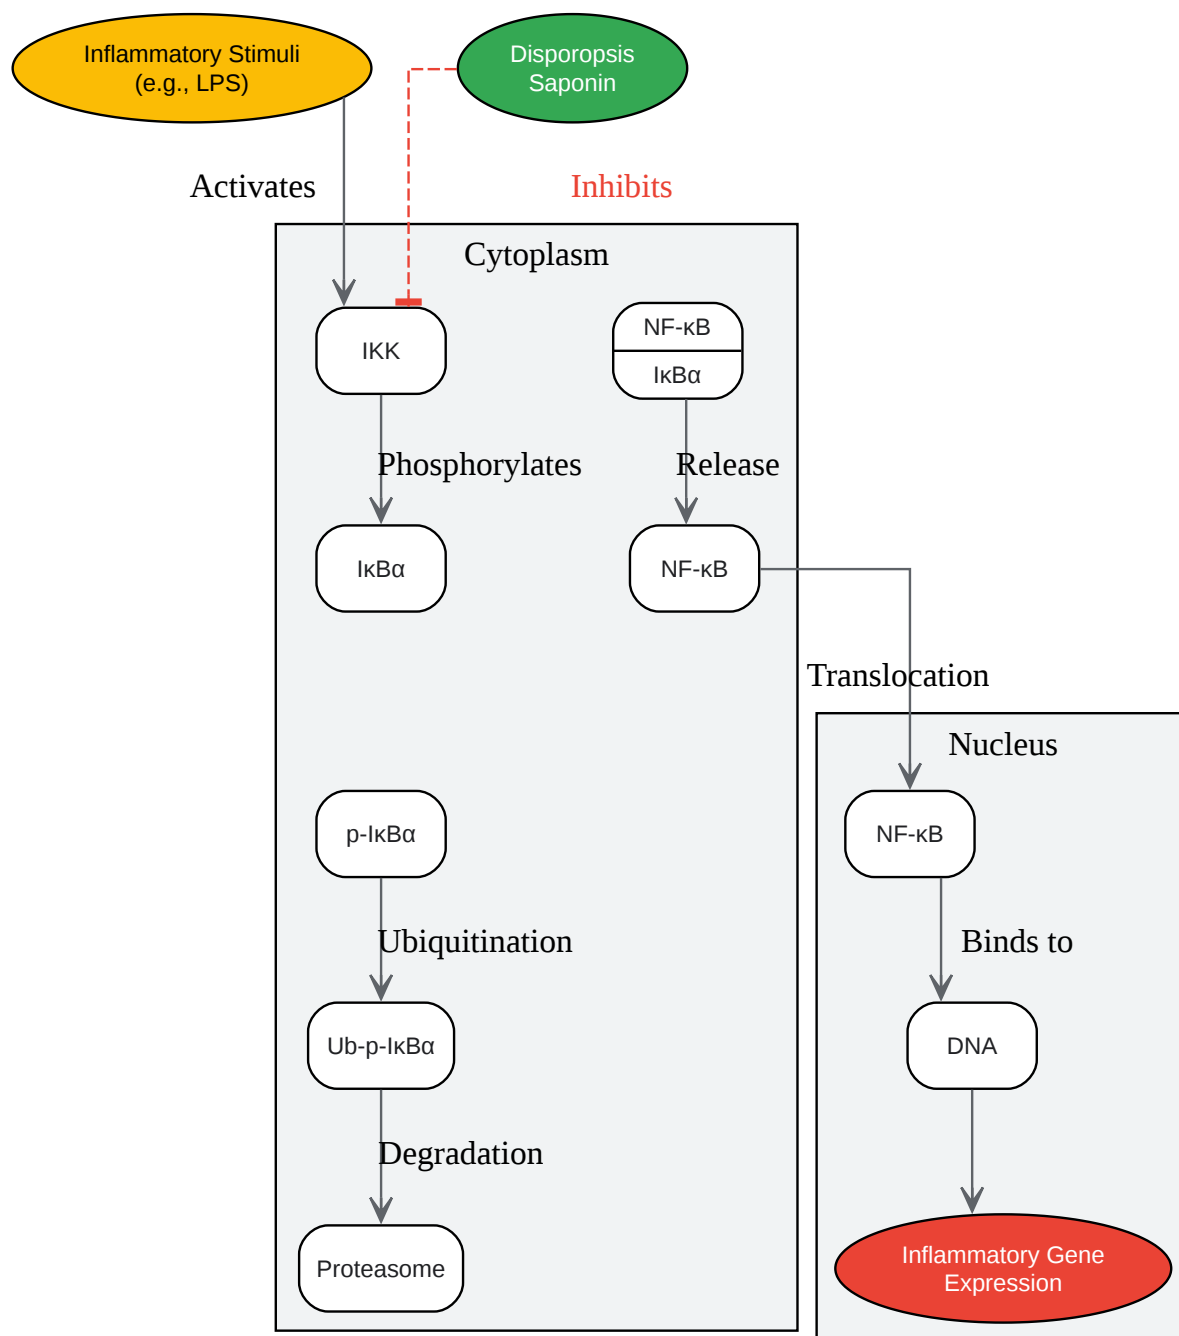 Inflammatory Stimuli
(e.g., LPS)
Disporopsis
Saponin
Activates
Inhibits
Cytoplasm
IKK
NF-κB
IκBα
Phosphorylates
Release
IκBα
NF-κB
Translocation
Nucleus
p-IκBα
NF-κB
Ubiquitination
Binds to
Ub-p-IκBα
DNA
Degradation
Proteasome
Inflammatory Gene
Expression